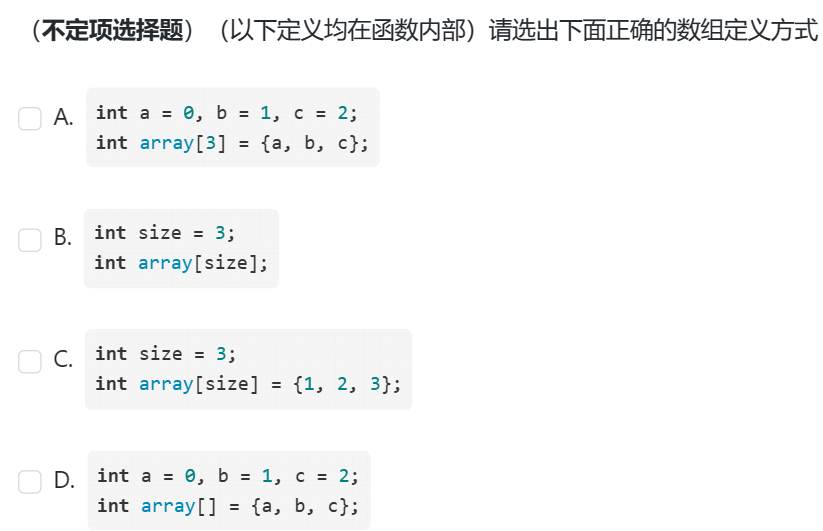 （不定项选择题）（以下定义均在函数内部）请选出下面正确的数组定义方式
A.
int a = 0, b = 1, c = 2;
int array[3] = {a, b, c};
B.
int size = 3;
int array[size];
C.
int size = 3;
int array[size] = {1, 2, 3};
D.
int a = 0, b = 1, c = 2;
int array[] = {a, b, c};